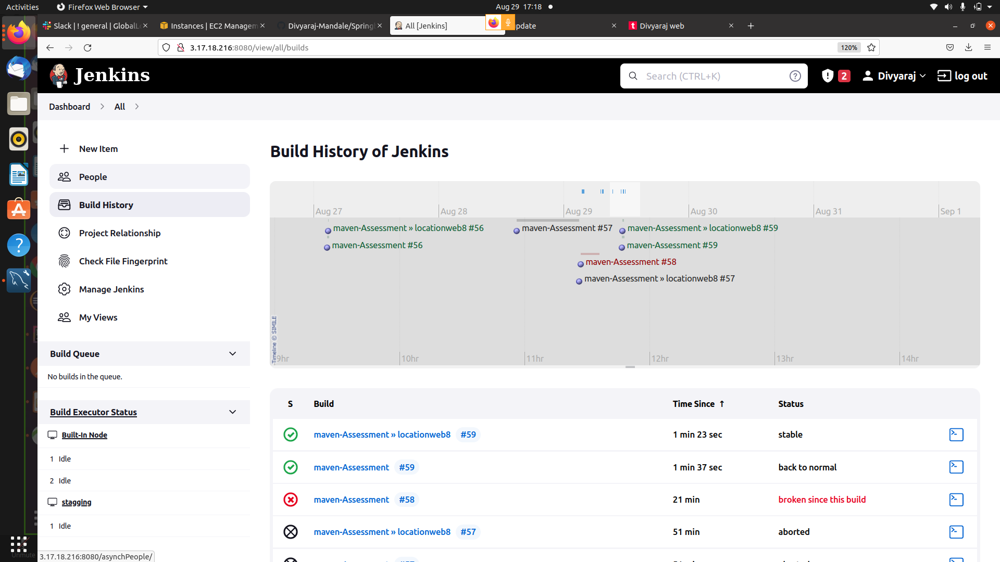 Activities
Firefox Web Browser
Aug 29 17:18
Slack | ! general | GlobalL
Instances | EC2 Managem
Divyaraj-Mandale/Spring
All [Jenkins]
pdate
Divyaraj web
3.17.18.216:8080/view/all/builds
120%
Jenkins
Search (CTRL+K)
2
Divyaraj
log out
Dashboard
All
New Item
People
Build History
Project Relationship
Check File Fingerprint
Manage Jenkins
My Views
Build Queue
No builds in the queue.
Build Executor Status
Built-In Node
1 Idle
2 Idle
stagging
1 Idle
Unmute
3.17.18.216:8080/asynchPeople/
Build History of Jenkins
Aug 27
Aug 28
Aug 29
Aug 30
Aug 31
Sep 1
maven-Assessment » locationweb8 #56
maven-Assessment #57
maven-Assessment » locationweb8 #59
maven-Assessment #56
maven-Assessment #59
maven-Assessment #58
maven-Assessment » locationweb8 #57
Timeline © SIMILE
9hr
10hr
11hr
12hr
13hr
14hr
S Build Time Since ↑ Status
maven-Assessment » locationweb8 #59 1 min 23 sec stable
maven-Assessment #59 1 min 37 sec back to normal
maven-Assessment #58 21 min broken since this build
maven-Assessment » locationweb8 #57 51 min aborted